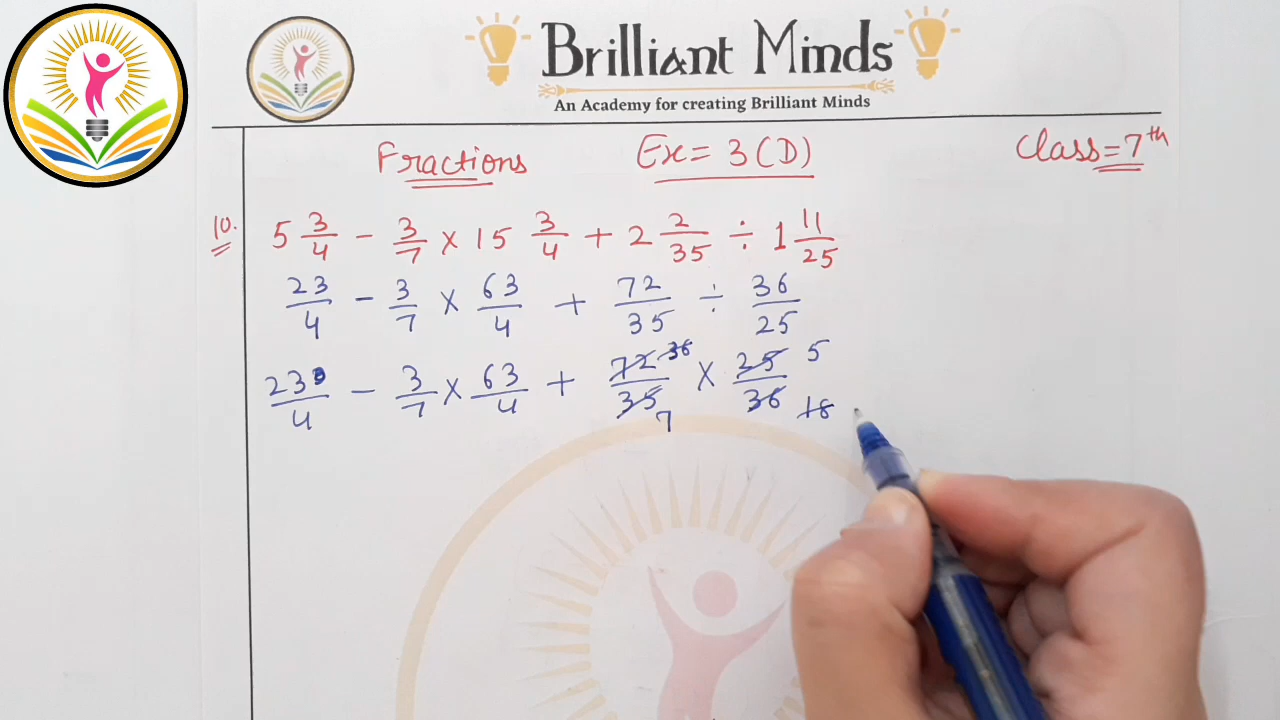 Brilliant Minds
An Academy for creating Brilliant Minds
Fractions Ex = 3(D) Class = 7th
10. 5 3/4 - 3/7 × 15 3/4 + 2 2/35 ÷ 1 11/25
23/4 - 3/7 × 63/4 + 72/35 ÷ 36/25
23/4 - 3/7 × 63/4 + 72/35 × 25/36 36 7 5 18